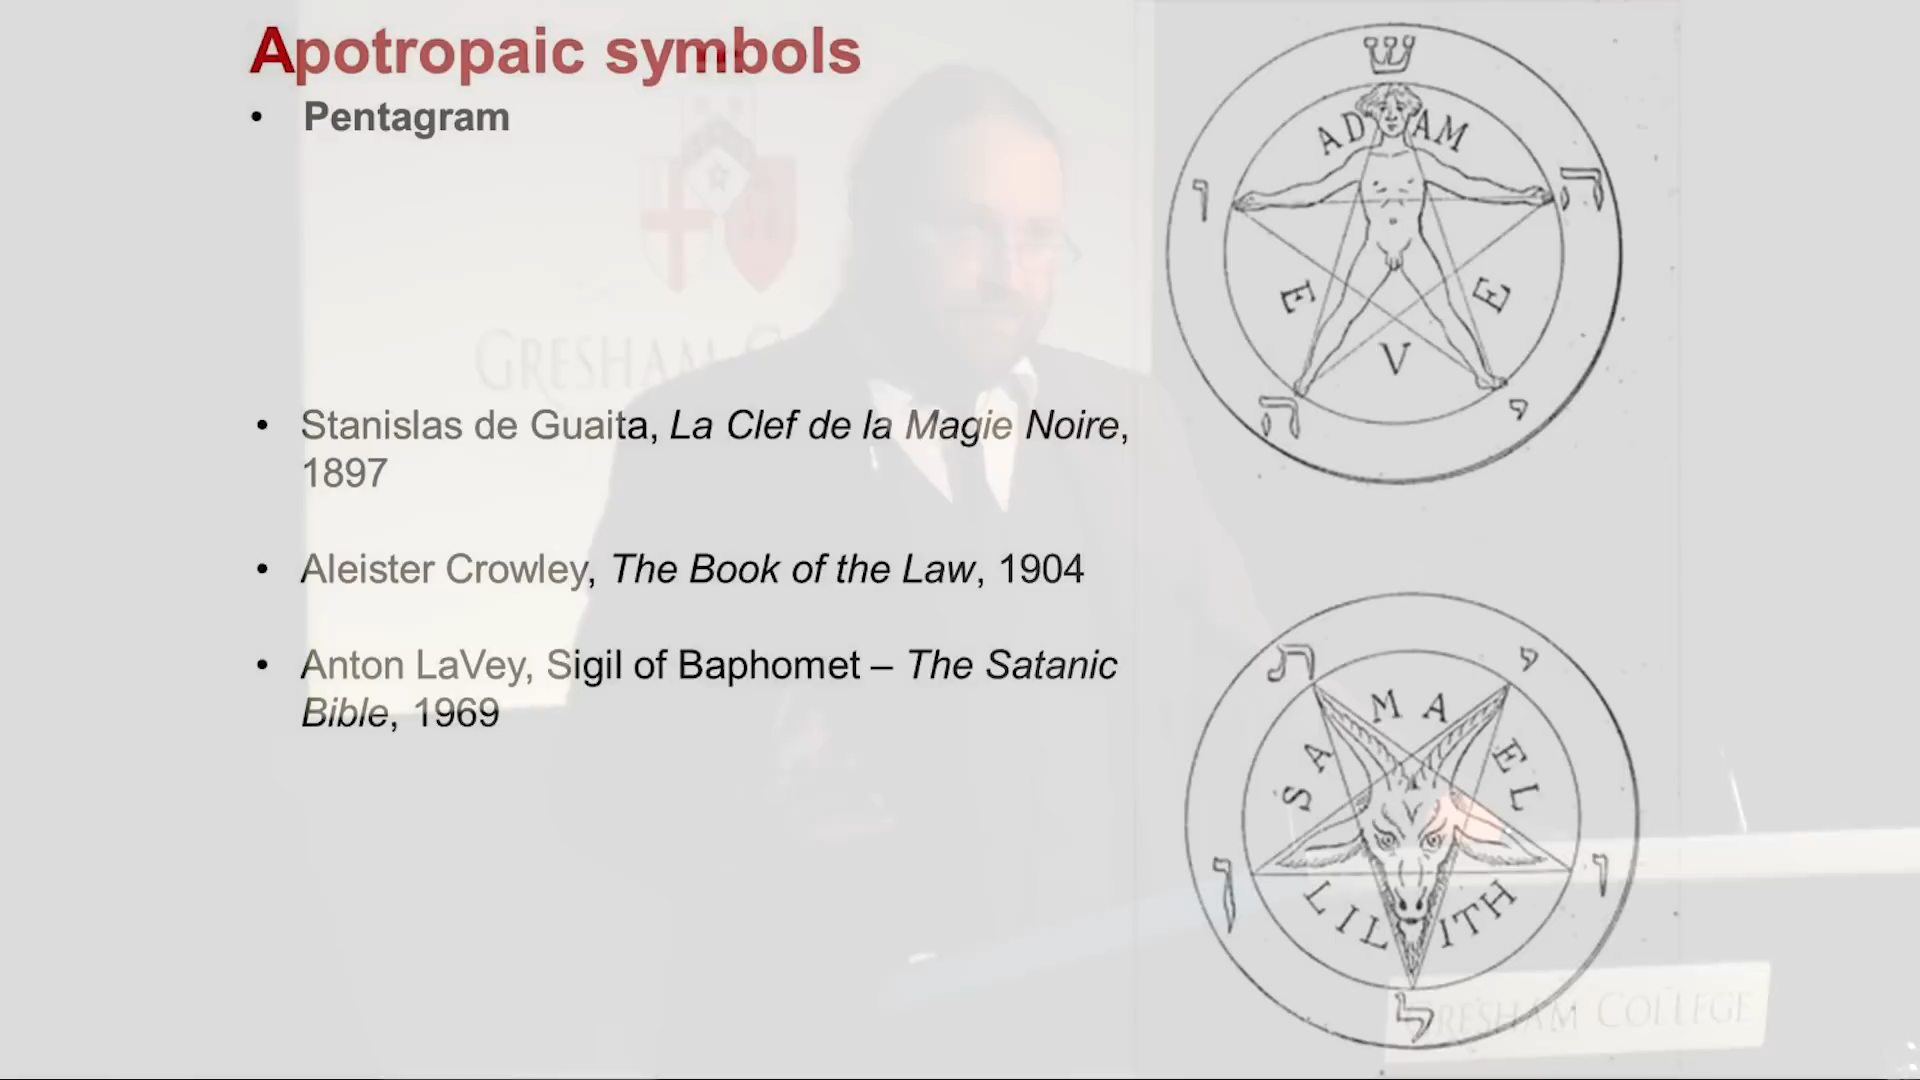 Apotropaic symbols
• Pentagram
• Stanislas de Guaita, La Clef de la Magie Noire,
1897
• Aleister Crowley, The Book of the Law, 1904
• Anton LaVey, Sigil of Baphomet – The Satanic
Bible, 1969
GRESHAM
ש
ADAM
ו
ה
E
E
V
ה
י
ת
י
SAMAEL
ו
ו
LILITH
ל
GRESHAM COLLEGE